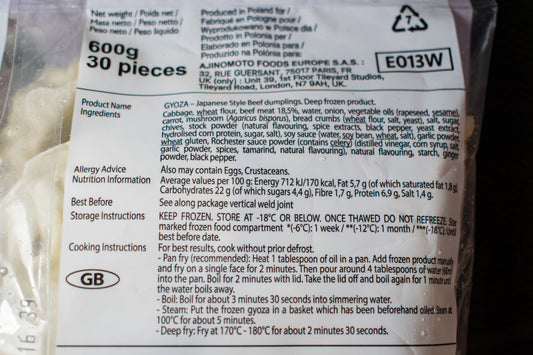 Net weight / Poids net /
Masa netto / Peso netto /
Peso neto / Peso líquido
600g
30 pieces
Produced in Poland for /
Fabriqué en Pologne pour /
Wyprodukowano w Polsce dla /
Prodotto in Polonia per /
Elaborado en Polonia para /
Produzido na Polónia para:
AJINOMOTO FOODS EUROPE S.A.S. :
32, RUE GUERSANT, 75017 PARIS, FR
UK (only) : Unit 39, 1st Floor Tileyard Studios,
Tileyard Road, London, N7 9AH, UK.
7
E013W
Product Name GYOZA – Japanese Style Beef dumplings. Deep frozen product.
Ingredients Cabbage, wheat flour, beef meat 18,5%, water, onion, vegetable oils (rapeseed, sesame),
carrot, mushroom (Agaricus bisporus), bread crumbs (wheat flour, salt, yeast), salt, sugar,
chives, stock powder (natural flavouring, spice extracts, black pepper, yeast extract,
hydrolised corn protein, sugar, salt), soy sauce (water, soy bean, wheat, salt), garlic powder,
wheat gluten, Rochester sauce powder (contains celery) (distilled vinegar, corn syrup, salt,
garlic powder, spices, tamarind, natural flavouring), natural flavouring, starch, ginger
powder, black pepper.
Allergy Advice Also may contain Eggs, Crustaceans.
Nutrition Information Average values per 100 g: Energy 712 kJ/170 kcal, Fat 5,7 g (of which saturated fat 1,8 g),
Carbohydrates 22 g (of which sugars 4,4 g), Fibre 1,7 g, Protein 6,9 g, Salt 1,4 g.
Best Before See along package vertical weld joint
Storage Instructions KEEP FROZEN. STORE AT -18°C OR BELOW. ONCE THAWED DO NOT REFREEZE. Star
marked frozen food compartment *(-6°C): 1 week / **(-12°C): 1 month / ***(-18°C): Until
best before date.
Cooking Instructions For best results, cook without prior defrost.
- Pan fry (recommended): Heat 1 tablespoon of oil in a pan. Add frozen product manually
and fry on a single face for 2 minutes. Then pour around 4 tablespoons of water (60ml)
into the pan. Boil for 2 minutes with lid. Take the lid off and boil again for 1 minute until
the water boils away.
- Boil: Boil for about 3 minutes 30 seconds into simmering water.
- Steam: Put the frozen gyoza in a basket which has been beforehand oiled. Steam at
100°C for about 5 minutes.
- Deep fry: Fry at 170°C - 180°C for about 2 minutes 30 seconds.
GB
16:39